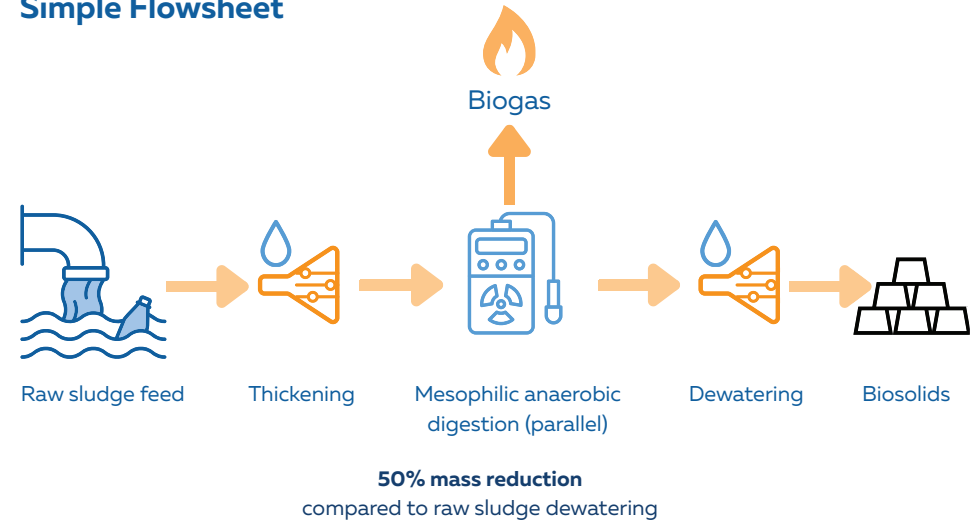 Simple Flowsheet
Biogas
Raw sludge feed
Thickening
Mesophilic anaerobic
digestion (parallel)
Dewatering
Biosolids
50% mass reduction
compared to raw sludge dewatering